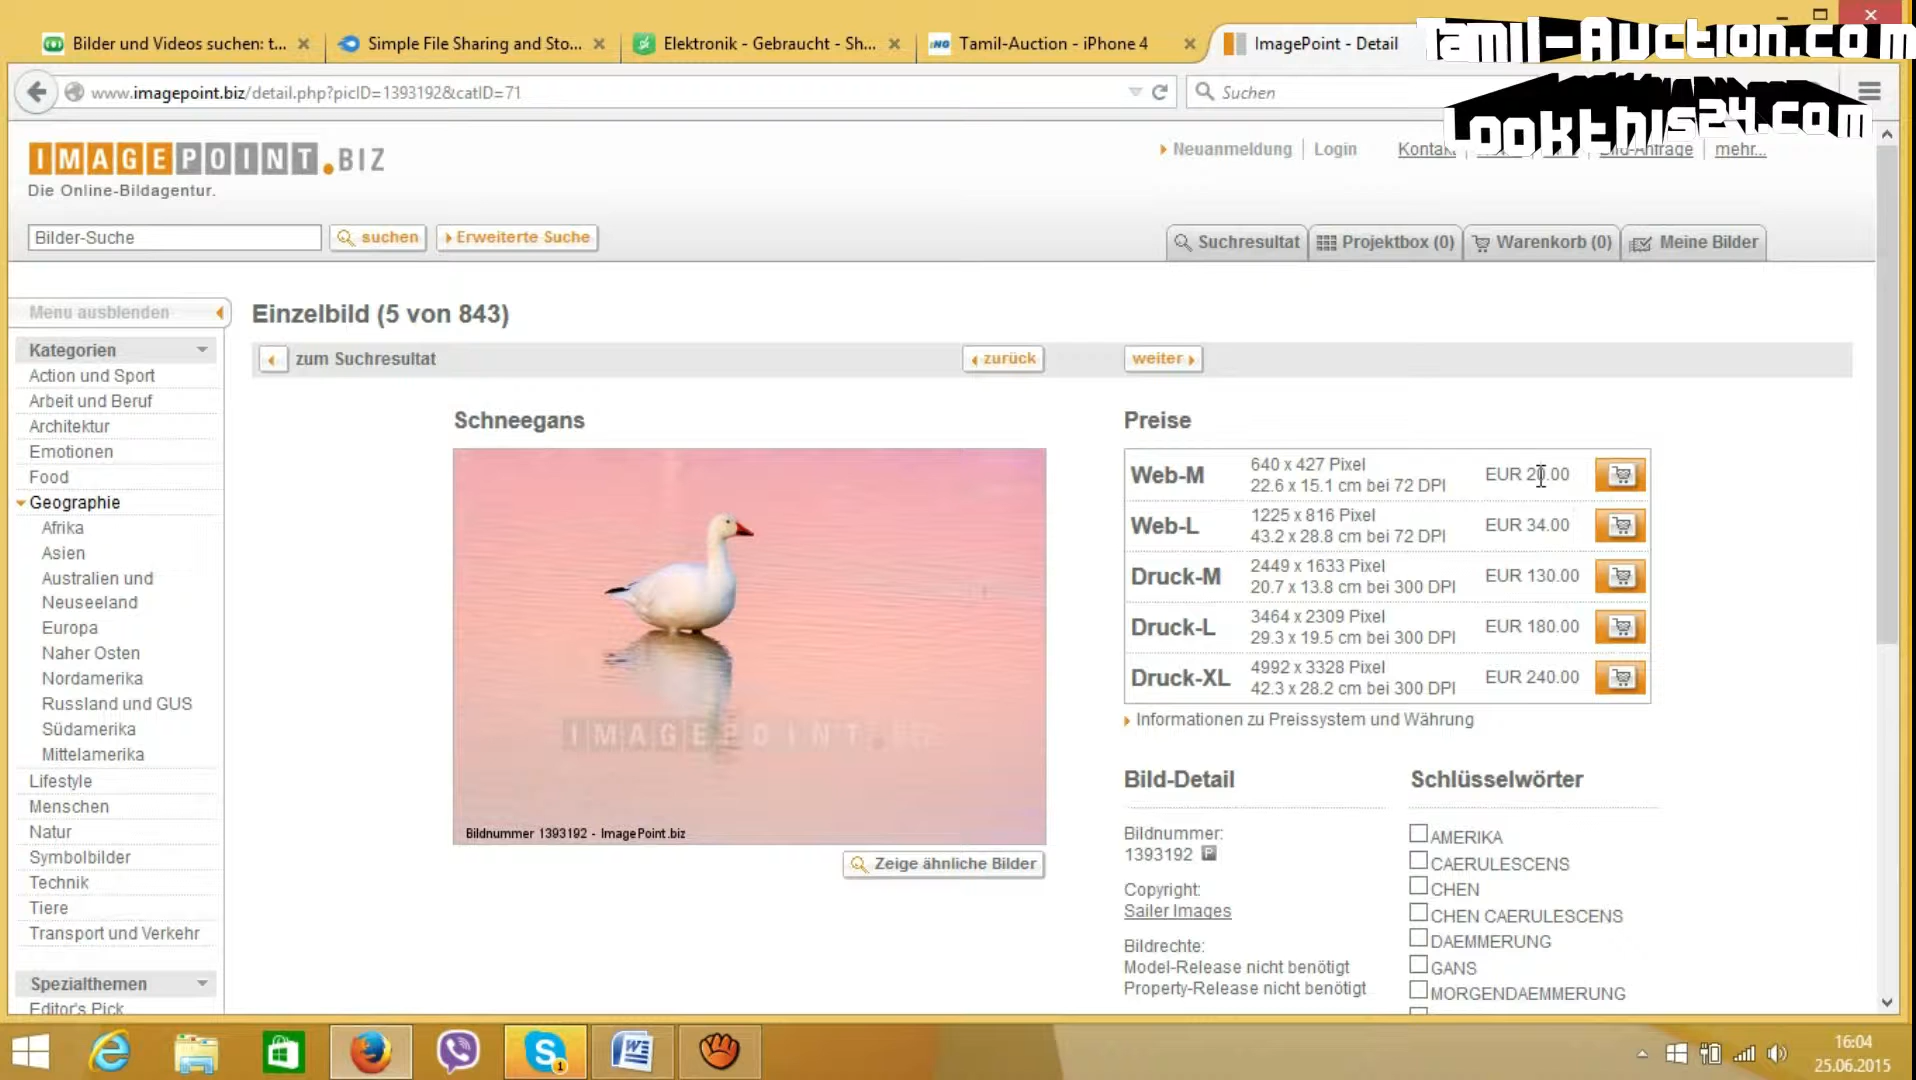 Bilder und Videos suchen: t...
Simple File Sharing and Sto...
Elektronik - Gebraucht - Sh...
Tamil-Auction - iPhone 4
ImagePoint - Detail
Tamil-Auction.com
Lookthis24.com
www.imagepoint.biz/detail.php?picID=1393192&catID=71
Suchen
IMAGEPOINT.BIZ
Die Online-Bildagentur.
Neuanmeldung
Login
Kontakt
Bild-Anfrage
mehr...
Bilder-Suche
suchen
Erweiterte Suche
Suchresultat
Projektbox (0)
Warenkorb (0)
Meine Bilder
Menu ausblenden
Kategorien
Action und Sport
Arbeit und Beruf
Architektur
Emotionen
Food
Geographie
Afrika
Asien
Australien und
Neuseeland
Europa
Naher Osten
Nordamerika
Russland und GUS
Südamerika
Mittelamerika
Lifestyle
Menschen
Natur
Symbolbilder
Technik
Tiere
Transport und Verkehr
Spezialthemen
Editor's Pick
Einzelbild (5 von 843)
zum Suchresultat
zurück
weiter
Schneegans
IMAGEPOINT.BIZ
Bildnummer 1393192 - ImagePoint.biz
Zeige ähnliche Bilder
Preise
Web-M
640 x 427 Pixel
22.6 x 15.1 cm bei 72 DPI
EUR 20.00
Web-L
1225 x 816 Pixel
43.2 x 28.8 cm bei 72 DPI
EUR 34.00
Druck-M
2449 x 1633 Pixel
20.7 x 13.8 cm bei 300 DPI
EUR 130.00
Druck-L
3464 x 2309 Pixel
29.3 x 19.5 cm bei 300 DPI
EUR 180.00
Druck-XL
4992 x 3328 Pixel
42.3 x 28.2 cm bei 300 DPI
EUR 240.00
Informationen zu Preissystem und Währung
Bild-Detail
Bildnummer:
1393192 P
Copyright:
Sailer Images
Bildrechte:
Model-Release nicht benötigt
Property-Release nicht benötigt
Schlüsselwörter
AMERIKA
CAERULESCENS
CHEN
CHEN CAERULESCENS
DAEMMERUNG
GANS
MORGENDAEMMERUNG
16:04
25.06.2015